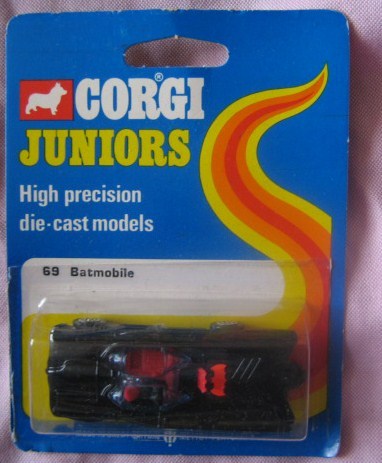 CORGI®
JUNIORS
High precision
die-cast models
69 Batmobile